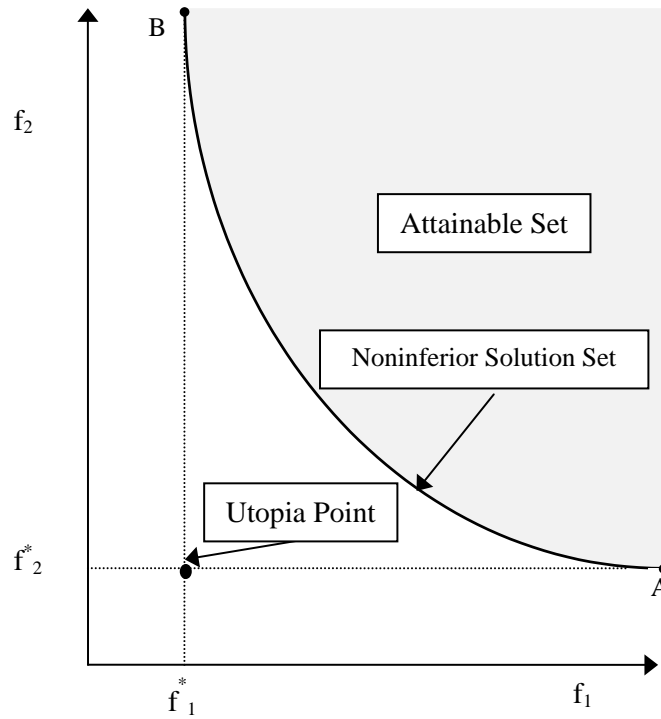 B
f₂
Attainable Set
Noninferior Solution Set
Utopia Point
f*₂
A
f*₁
f₁